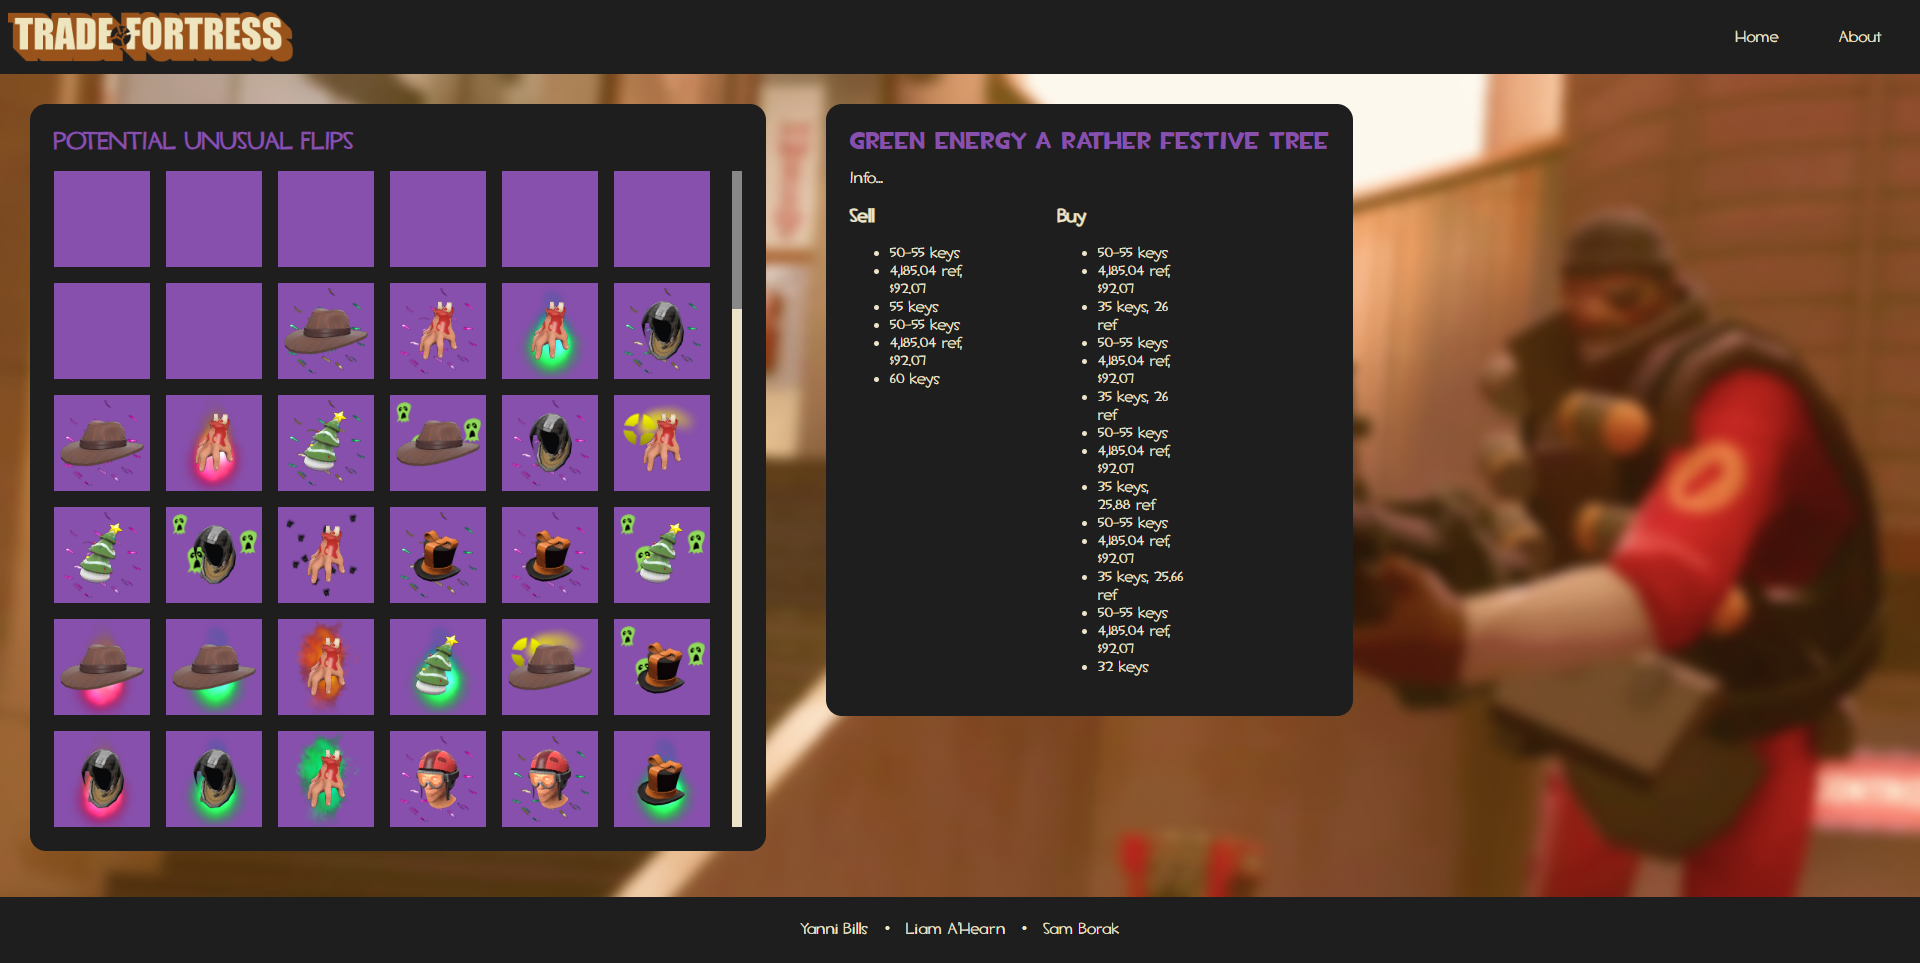 TRADE FORTRESS
Home
About
POTENTIAL UNUSUAL FLIPS
GREEN ENERGY A RATHER FESTIVE TREE
Info...
Sell
50-55 keys
4,185.04 ref,
$92.07
55 keys
50-55 keys
4,185.04 ref,
$92.07
60 keys
Buy
50-55 keys
4,185.04 ref,
$92.07
35 keys, 26
ref
50-55 keys
4,185.04 ref,
$92.07
35 keys, 26
ref
50-55 keys
4,185.04 ref,
$92.07
35 keys,
25.88 ref
50-55 keys
4,185.04 ref,
$92.07
35 keys, 25.66
ref
50-55 keys
4,185.04 ref,
$92.07
32 keys
Yanni Bills • Liam A'Hearn • Sam Borak